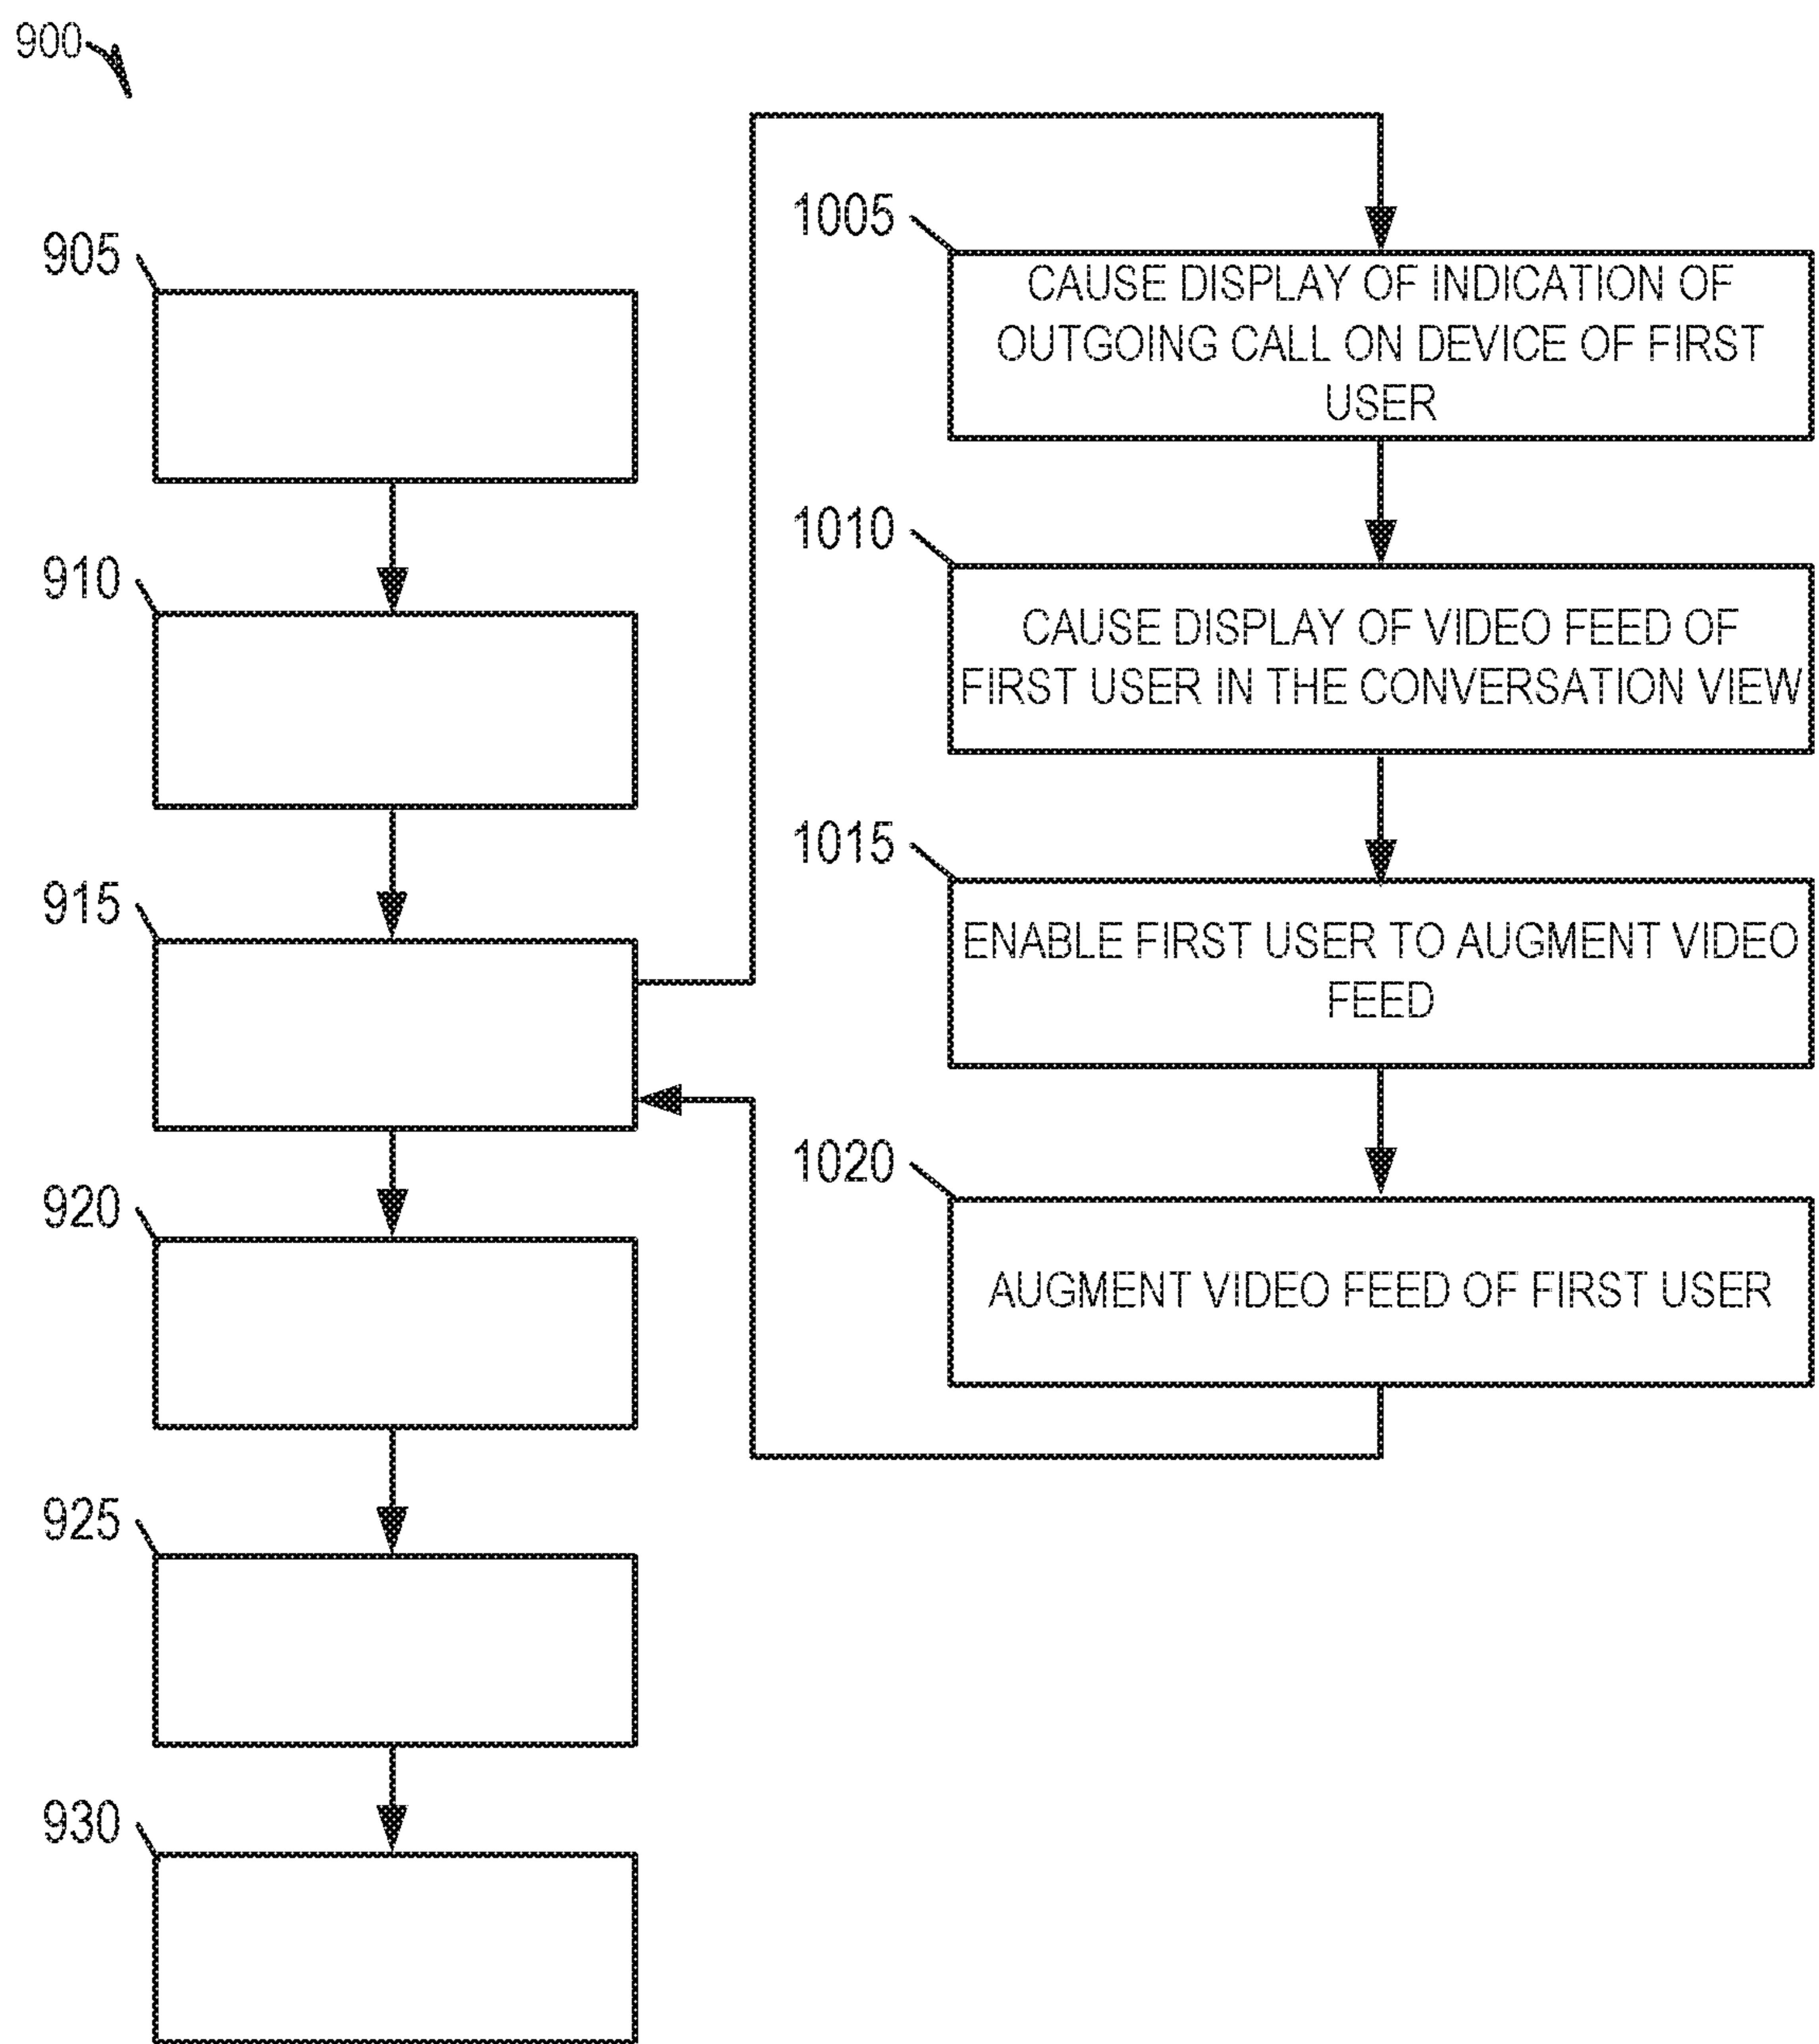 900
905
910
915
920
925
930
1005
CAUSE DISPLAY OF INDICATION OF
OUTGOING CALL ON DEVICE OF FIRST
USER
1010
CAUSE DISPLAY OF VIDEO FEED OF
FIRST USER IN THE CONVERSATION VIEW
1015
ENABLE FIRST USER TO AUGMENT VIDEO
FEED
1020
AUGMENT VIDEO FEED OF FIRST USER